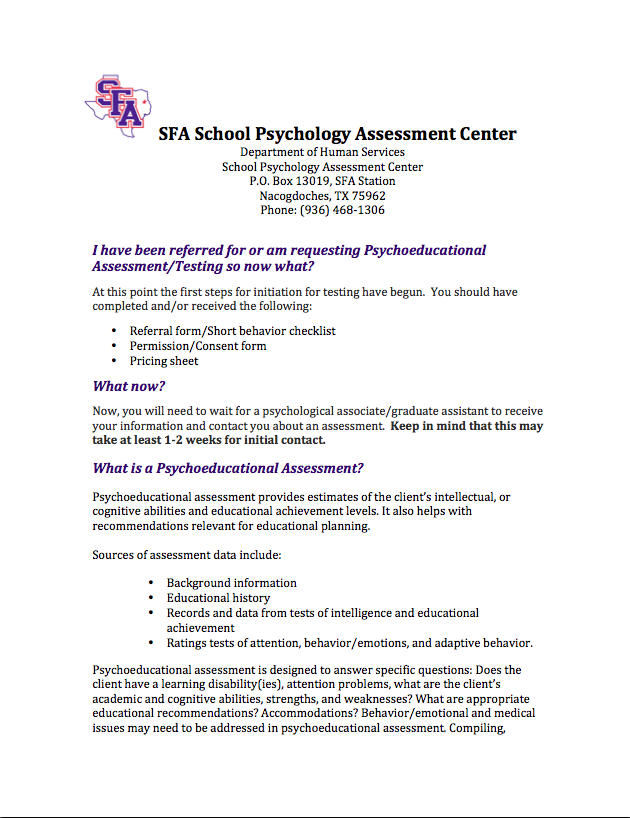 SFA
SFA School Psychology Assessment Center
Department of Human Services
School Psychology Assessment Center
P.O. Box 13019, SFA Station
Nacogdoches, TX 75962
Phone: (936) 468-1306
I have been referred for or am requesting Psychoeducational
Assessment/Testing so now what?
At this point the first steps for initiation for testing have begun.  You should have
completed and/or received the following:
• Referral form/Short behavior checklist
• Permission/Consent form
• Pricing sheet
What now?
Now, you will need to wait for a psychological associate/graduate assistant to receive
your information and contact you about an assessment.  Keep in mind that this may
take at least 1-2 weeks for initial contact.
What is a Psychoeducational Assessment?
Psychoeducational assessment provides estimates of the client’s intellectual, or
cognitive abilities and educational achievement levels. It also helps with
recommendations relevant for educational planning.
Sources of assessment data include:
• Background information
• Educational history
• Records and data from tests of intelligence and educational
achievement
• Ratings tests of attention, behavior/emotions, and adaptive behavior.
Psychoeducational assessment is designed to answer specific questions: Does the
client have a learning disability(ies), attention problems, what are the client’s
academic and cognitive abilities, strengths, and weaknesses? What are appropriate
educational recommendations? Accommodations? Behavior/emotional and medical
issues may need to be addressed in psychoeducational assessment. Compiling,